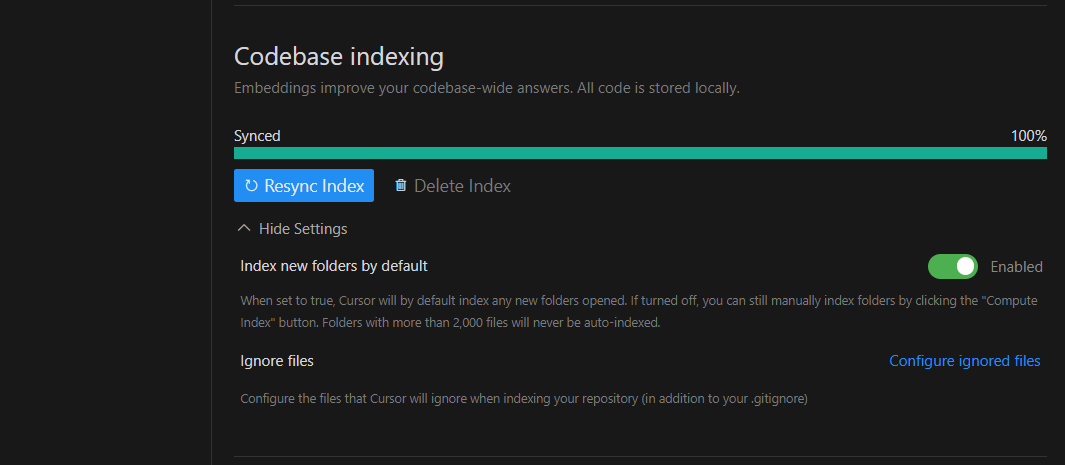 Codebase indexing
Embeddings improve your codebase-wide answers. All code is stored locally.
Synced 100%
Resync Index Delete Index
Hide Settings
Index new folders by default Enabled
When set to true, Cursor will by default index any new folders opened. If turned off, you can still manually index folders by clicking the "Compute
Index" button. Folders with more than 2,000 files will never be auto-indexed.
Ignore files Configure ignored files
Configure the files that Cursor will ignore when indexing your repository (in addition to your .gitignore)